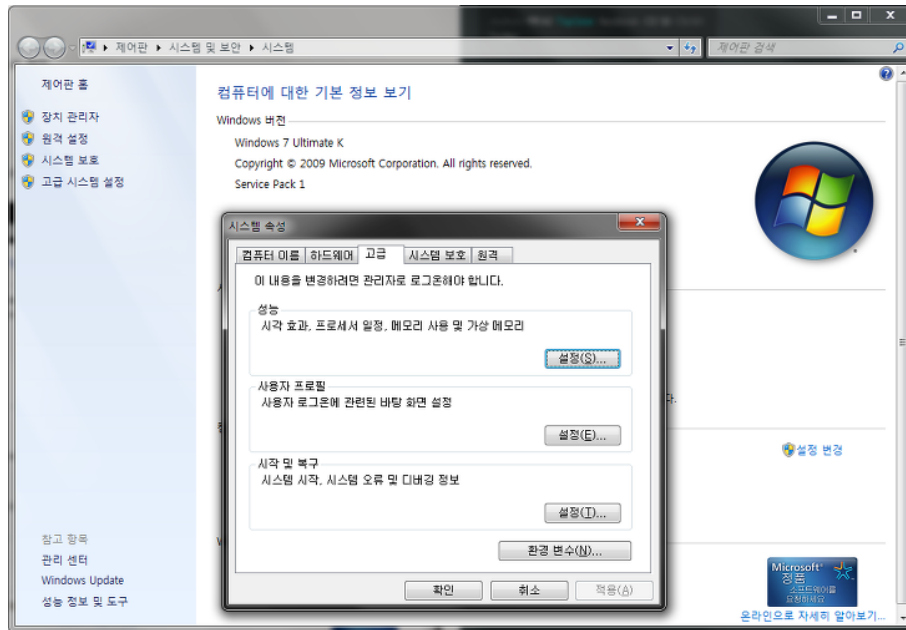 제어판 ▸ 시스템 및 보안 ▸ 시스템
제어판 검색
제어판 홈
장치 관리자
원격 설정
시스템 보호
고급 시스템 설정
컴퓨터에 대한 기본 정보 보기
Windows 버전
Windows 7 Ultimate K
Copyright © 2009 Microsoft Corporation. All rights reserved.
Service Pack 1
시스템 속성
컴퓨터 이름 하드웨어 고급 시스템 보호 원격
이 내용을 변경하려면 관리자로 로그온해야 합니다.
성능
시각 효과, 프로세서 일정, 메모리 사용 및 가상 메모리
설정(S)...
사용자 프로필
사용자 로그온에 관련된 바탕 화면 설정
설정(E)...
시작 및 복구
시스템 시작, 시스템 오류 및 디버깅 정보
설정(T)...
환경 변수(N)...
확인 취소 적용(A)
다.
설정 변경
참고 항목
관리 센터
Windows Update
성능 정보 및 도구
Microsoft
정품
소프트웨어를
요청하세요
온라인으로 자세히 알아보기...